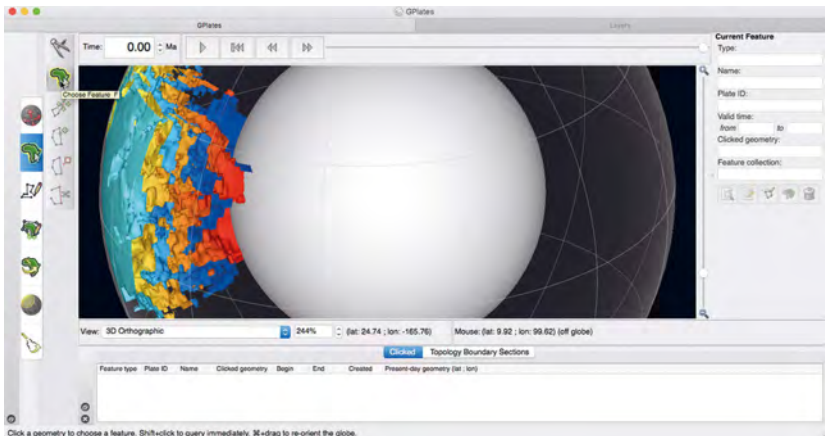 GPlates
GPlates
Layers
Time: 0.00 Ma
Current Feature
Type:
Name:
Plate ID:
Valid time:
from to
Clicked geometry:
Feature collection:
Choose Feature F
View: 3D Orthographic 244% (lat: 24.74 ; lon: -165.76) Mouse: (lat: 9.92 ; lon: 99.62) (off globe)
Clicked Topology Boundary Sections
Feature type Plate ID Name Clicked geometry Begin End Created Present-day geometry (lat ; lon)
Click a geometry to choose a feature. Shift+click to query immediately. ⌘+drag to re-orient the globe.